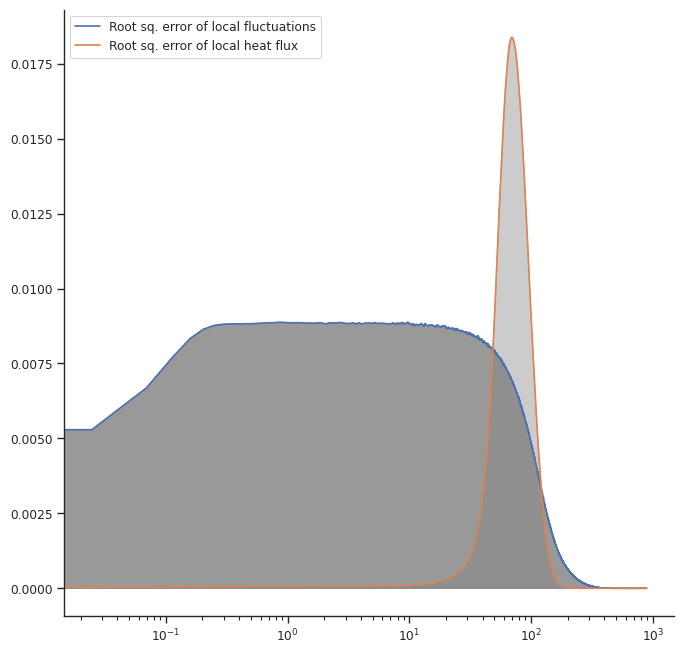 Root sq. error of local fluctuations
Root sq. error of local heat flux
0.0175
0.0150
0.0125
0.0100
0.0075
0.0050
0.0025
0.0000
10⁻¹ 10⁰ 10¹ 10² 10³